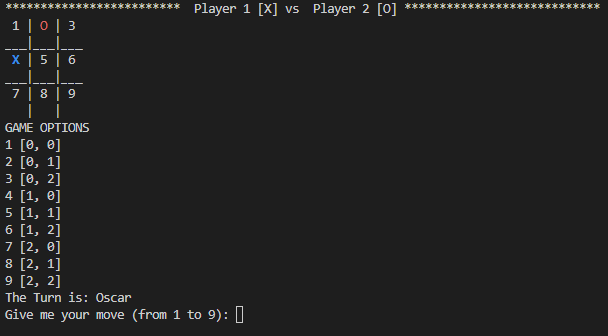 ************************* Player 1 [X] vs  Player 2 [O] ****************************
1 | O | 3
___|___|___
X | 5 | 6
___|___|___
7 | 8 | 9
   |   |
GAME OPTIONS
1 [0, 0]
2 [0, 1]
3 [0, 2]
4 [1, 0]
5 [1, 1]
6 [1, 2]
7 [2, 0]
8 [2, 1]
9 [2, 2]
The Turn is: Oscar
Give me your move (from 1 to 9):